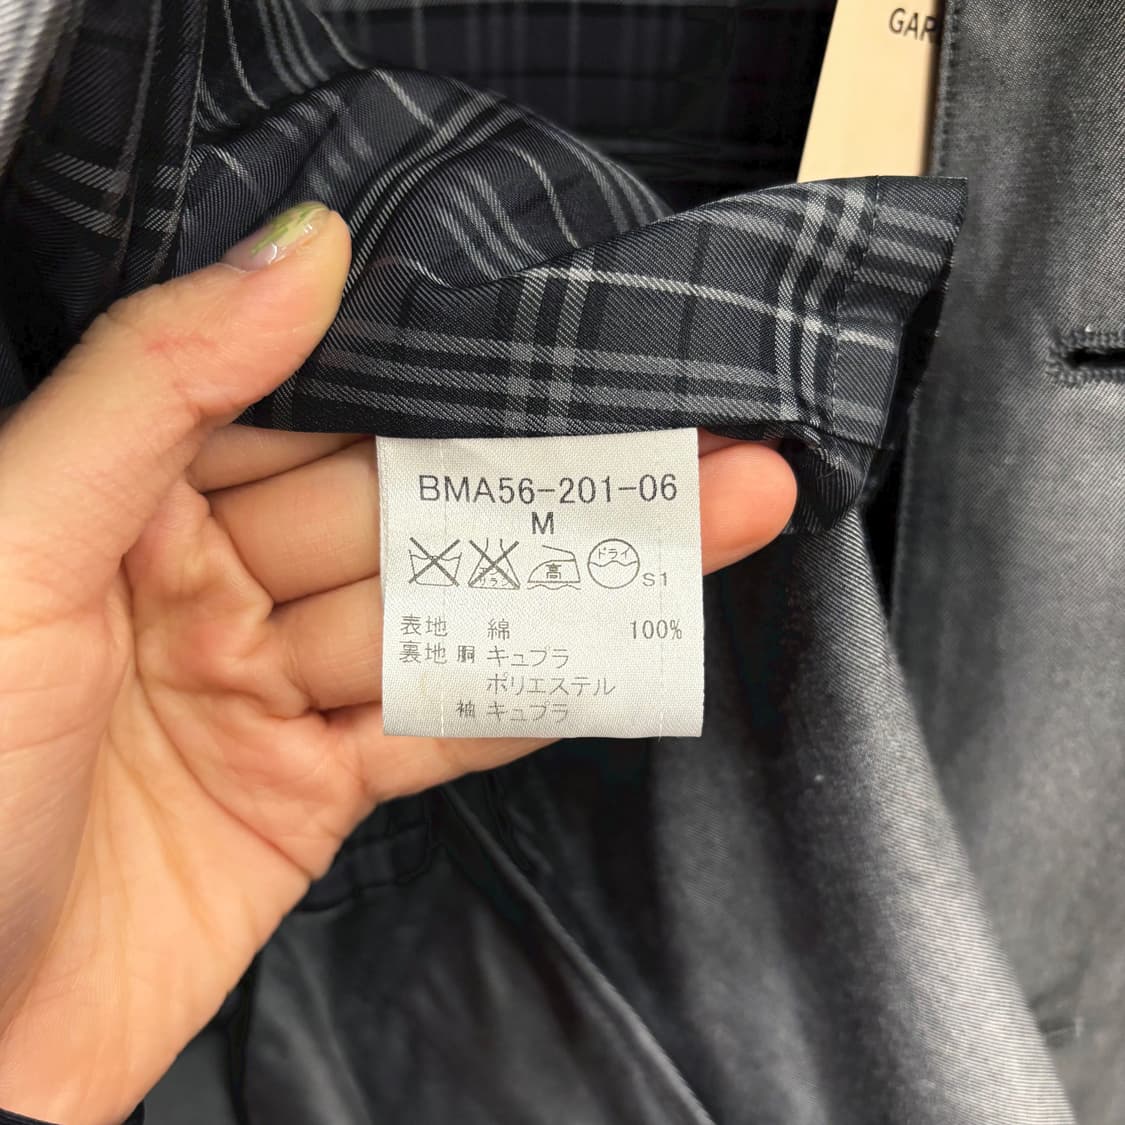 GAR
BMA56-201-06
M
高 ドライ
S1
表地 綿 100%
裏地 胴 キュプラ
ポリエステル
袖 キュプラ